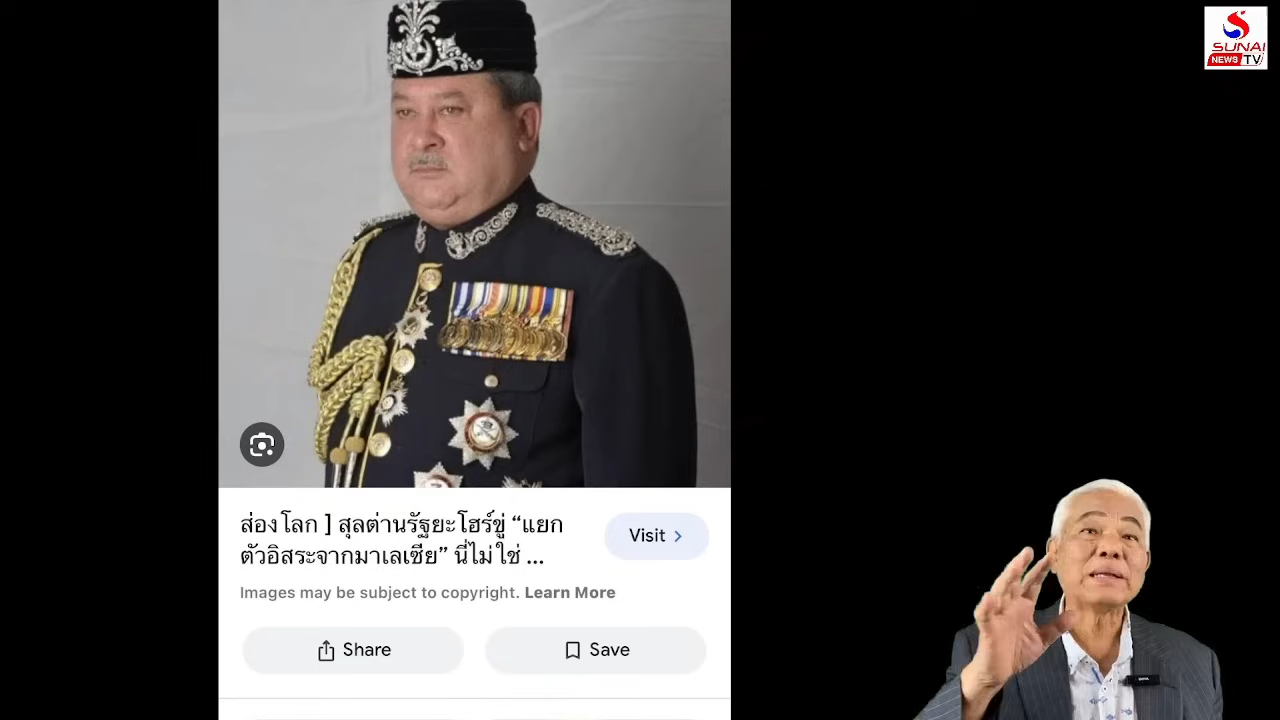 SUNAI
NEWS TV
ส่องโลก ] สุลต่านรัฐยะโฮร์ขู่ “แยก
ตัวอิสระจากมาเลเซีย” นี่ไม่ใช่ ...
Visit
Images may be subject to copyright. Learn More
Share
Save